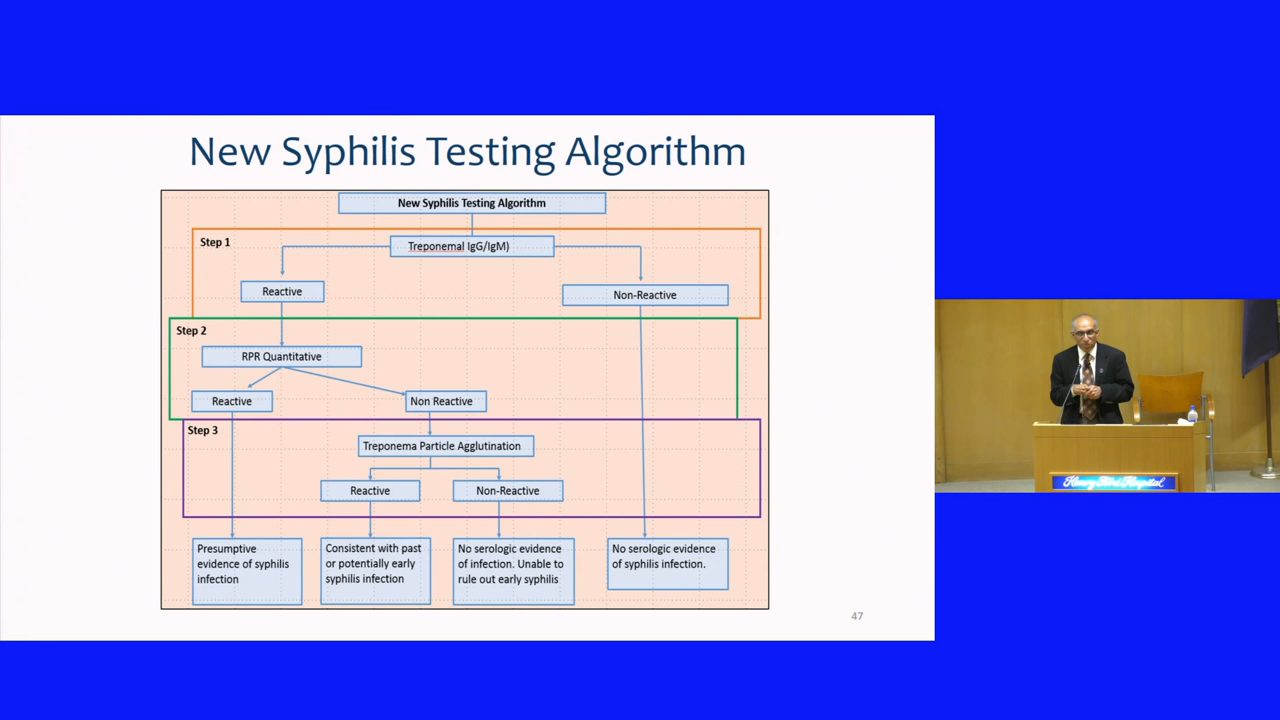 New Syphilis Testing Algorithm
New Syphilis Testing Algorithm
Step 1
Treponemal IgG/IgM)
Reactive
Non-Reactive
Step 2
RPR Quantitative
Reactive
Non Reactive
Step 3
Treponema Particle Agglutination
Reactive
Non-Reactive
Presumptive
evidence of syphilis
infection
Consistent with past
or potentially early
syphilis infection
No serologic evidence
of infection. Unable to
rule out early syphilis
No serologic evidence
of syphilis infection.
47
Henry Ford Hospital